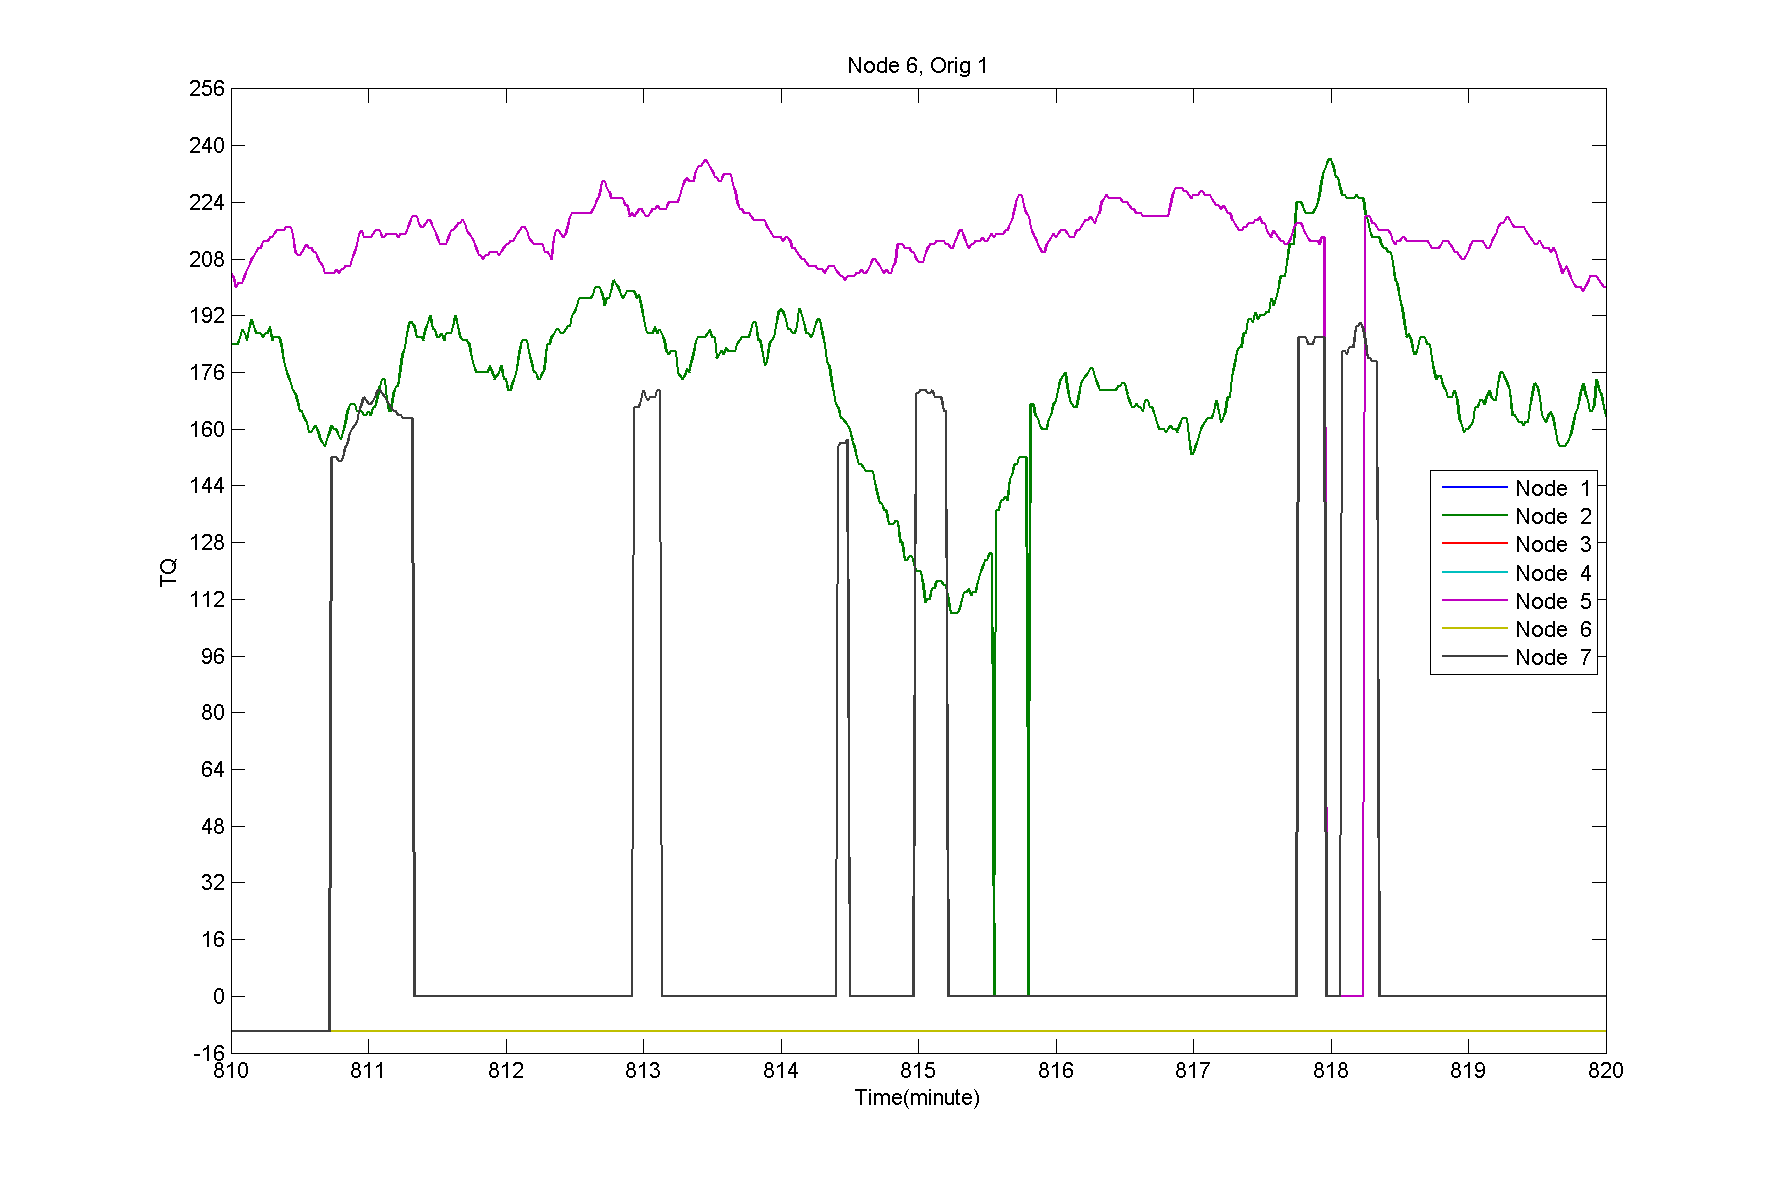 Node 6, Orig 1
256
240
224
208
192
176
160
144
128
112
96
80
64
48
32
16
0
-16
TQ
810 811 812 813 814 815 816 817 818 819 820
Time(minute)
Node 1
Node 2
Node 3
Node 4
Node 5
Node 6
Node 7